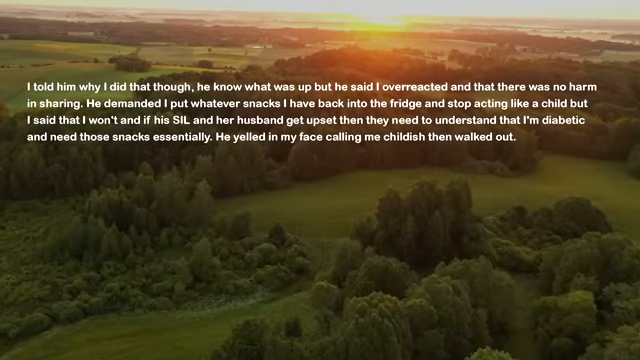 I told him why I did that though, he know what was up but he said I overreacted and that there was no harm
in sharing. He demanded I put whatever snacks I have back into the fridge and stop acting like a child but
I said that I won't and if his SIL and her husband get upset then they need to understand that I'm diabetic
and need those snacks essentially. He yelled in my face calling me childish then walked out.